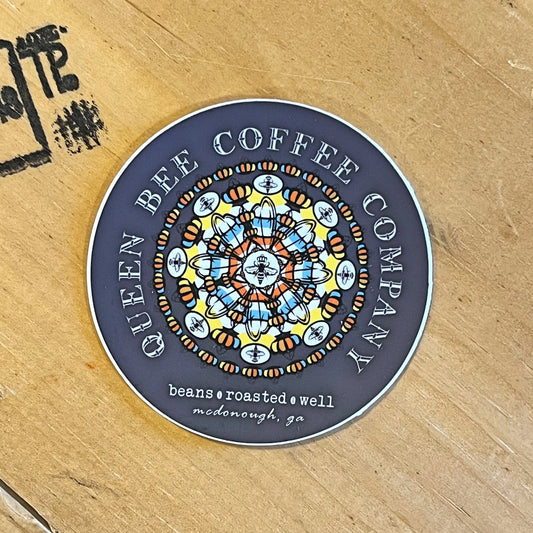 QUEEN BEE COFFEE COMPANY
beans•roasted•well
mcdonough, ga